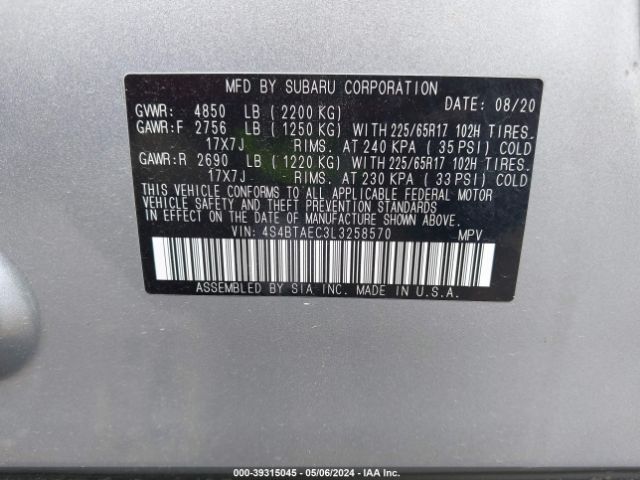 MFD BY SUBARU CORPORATION
DATE: 08/20
GVWR: 4850 LB (2200 KG)
GAWR:F 2756 LB (1250 KG) WITH 225/65R17 102H TIRES.
17X7J RIMS. AT 240 KPA (35 PSI) COLD
GAWR:R 2690 LB (1220 KG) WITH 225/65R17 102H TIRES.
17X7J RIMS. AT 230 KPA (33 PSI) COLD
THIS VEHICLE CONFORMS TO ALL APPLICABLE FEDERAL MOTOR
VEHICLE SAFETY AND THEFT PREVENTION STANDARDS
IN EFFECT ON THE DATE OF MANUFACTURE SHOWN ABOVE.
VIN: 4S4BTAEC3L3258570 MPV
ASSEMBLED BY SIA INC. MADE IN U.S.A.
000-39315045 - 05/06/2024 - IAA Inc.